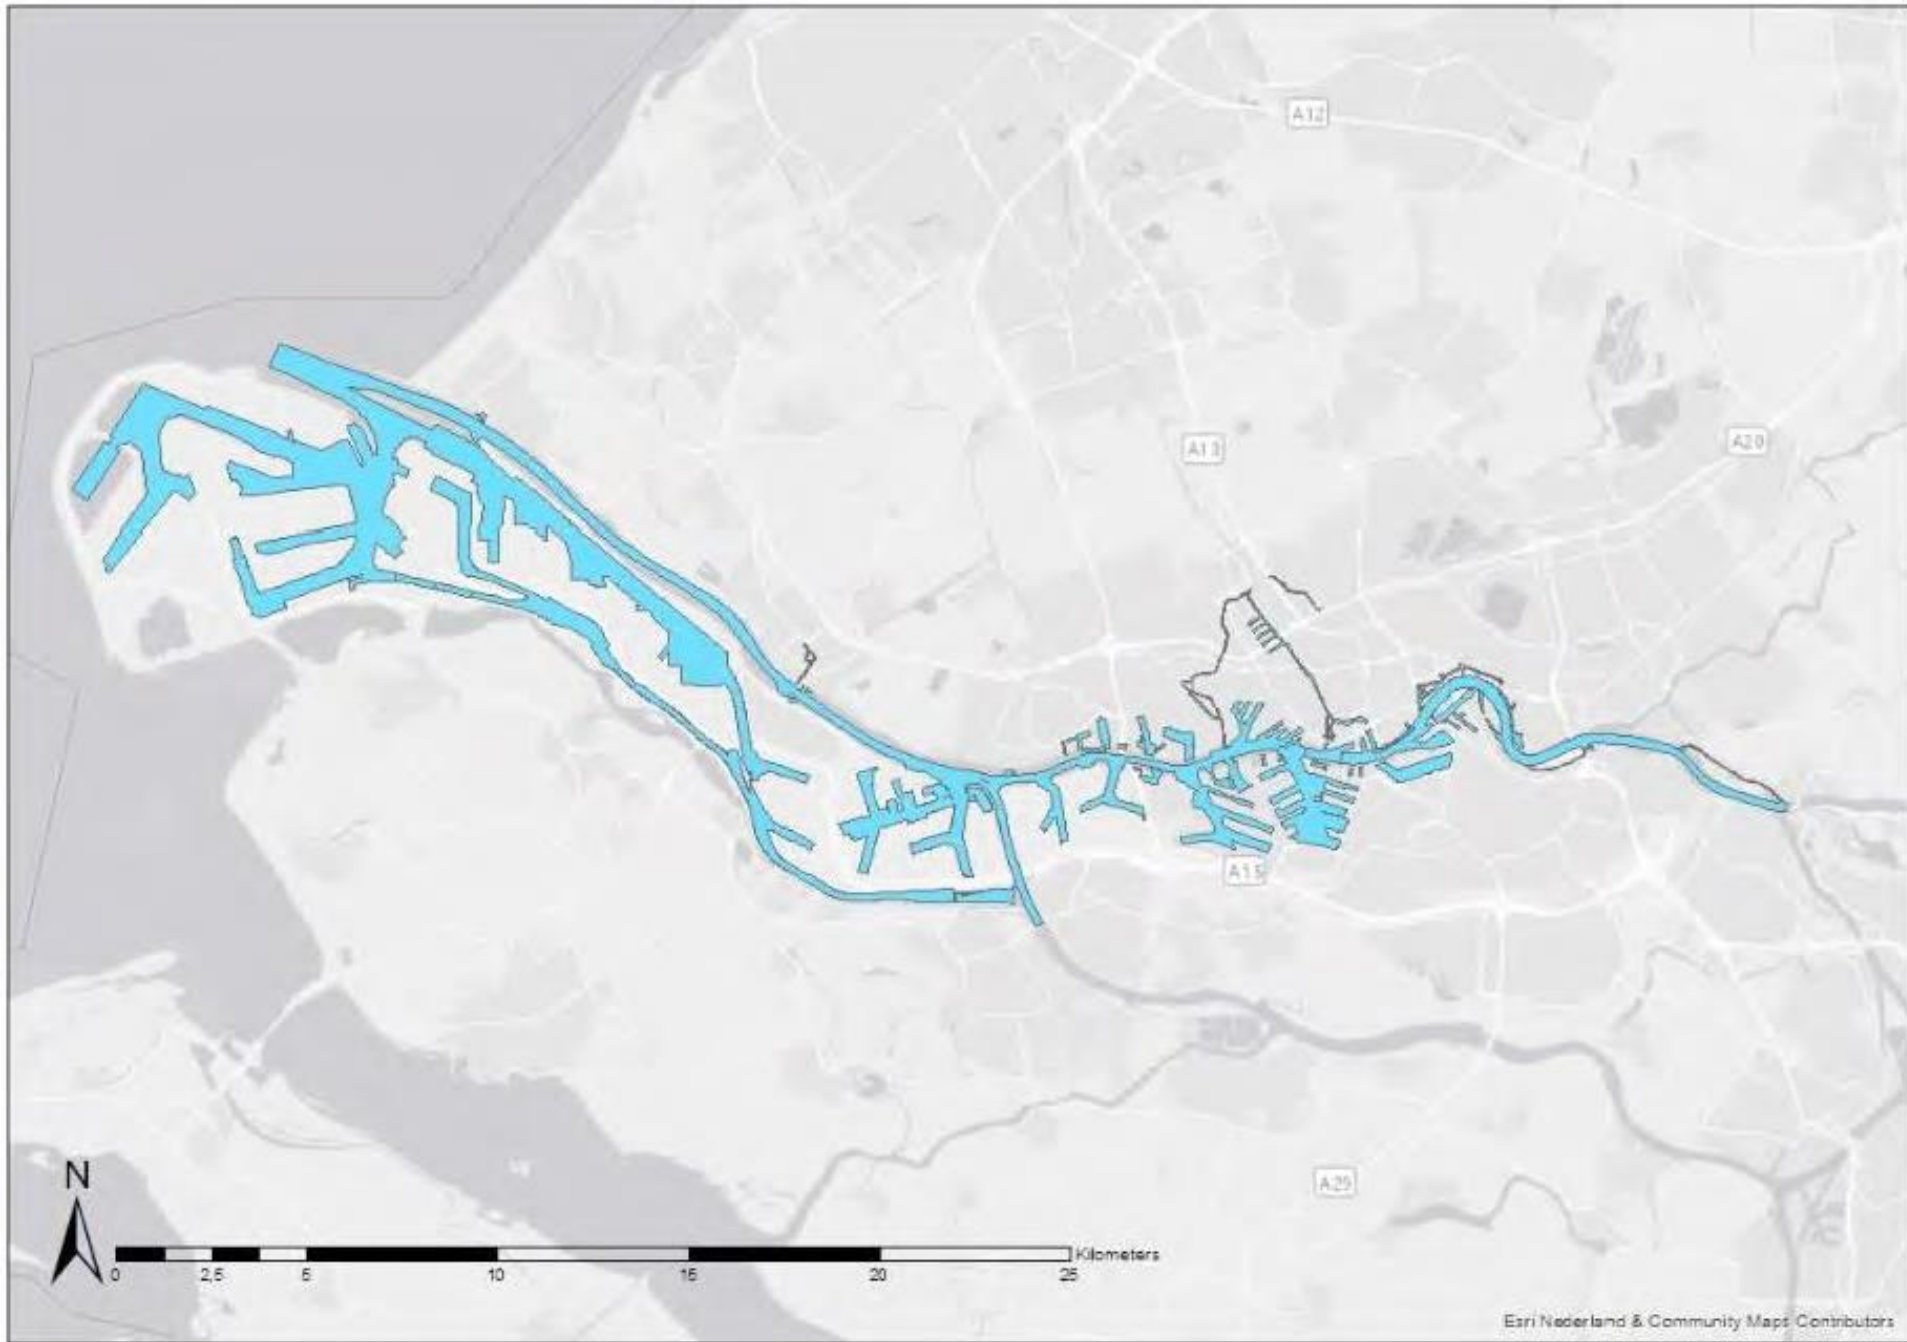 A12
A13
A20
A15
A29
N
Kilometers
0 2,5 5 10 15 20 25
Esri Nederland & Community Maps Contributors